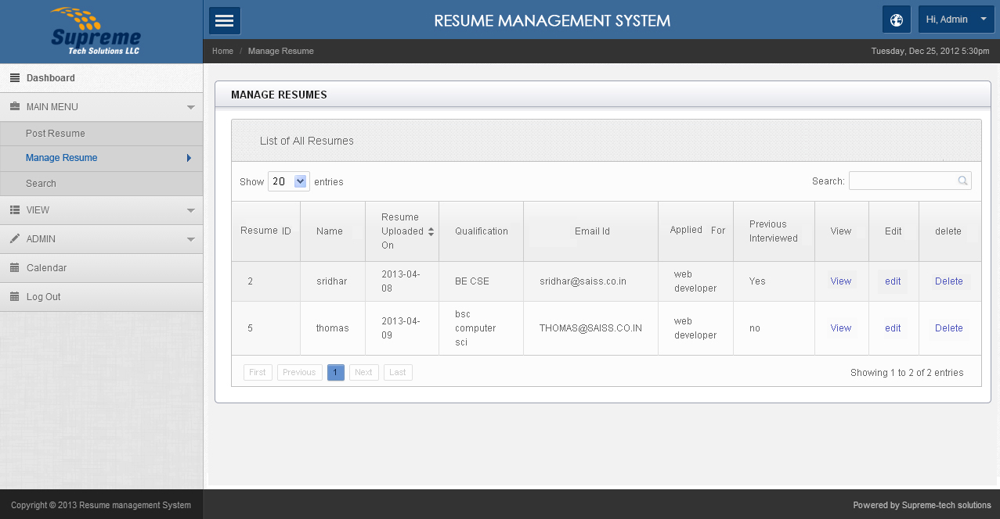 Supreme
Tech Solutions LLC
RESUME MANAGEMENT SYSTEM
Hi, Admin
Home / Manage Resume
Tuesday, Dec 25, 2012 5:30pm
Dashboard
MAIN MENU
Post Resume
Manage Resume
Search
VIEW
ADMIN
Calendar
Log Out
MANAGE RESUMES
List of All Resumes
Show 20 entries
Search:
Resume ID
Name
Resume
Uploaded
On
Qualification
Email Id
Applied For
Previous
Interviewed
View
Edit
delete
2
sridhar
2013-04-
08
BE CSE
sridhar@saiss.co.in
web
developer
Yes
View
edit
Delete
5
thomas
2013-04-
09
bsc
computer
sci
THOMAS@SAISS.CO.IN
web
developer
no
View
edit
Delete
First Previous 1 Next Last
Showing 1 to 2 of 2 entries
Copyright © 2013 Resume management System
Powered by Supreme-tech solutions